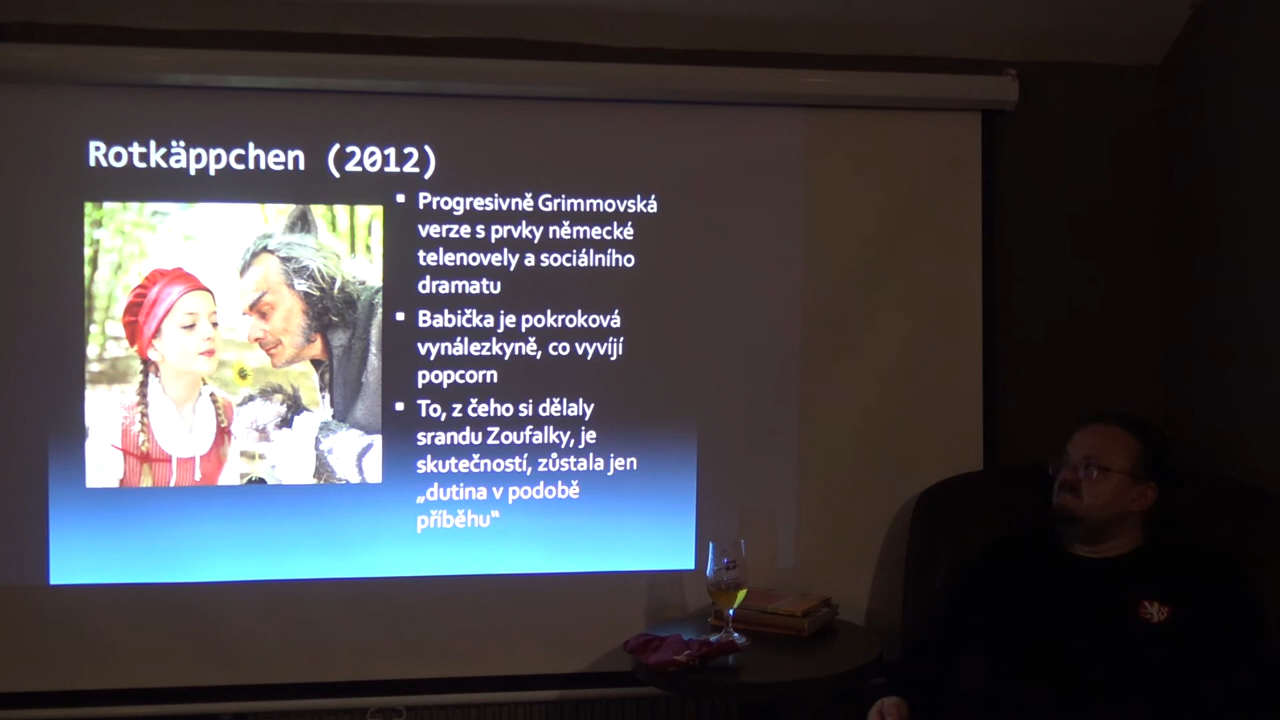 Rotkäppchen (2012)
Progresivně Grimmovská
verze s prvky německé
telenovely a sociálního
dramatu
Babička je pokroková
vynálezkyně, co vyvíjí
popcorn
To, z čeho si dělaly
srandu Zoufalky, je
skutečností, zůstala jen
„dutina v podobě
příběhu“